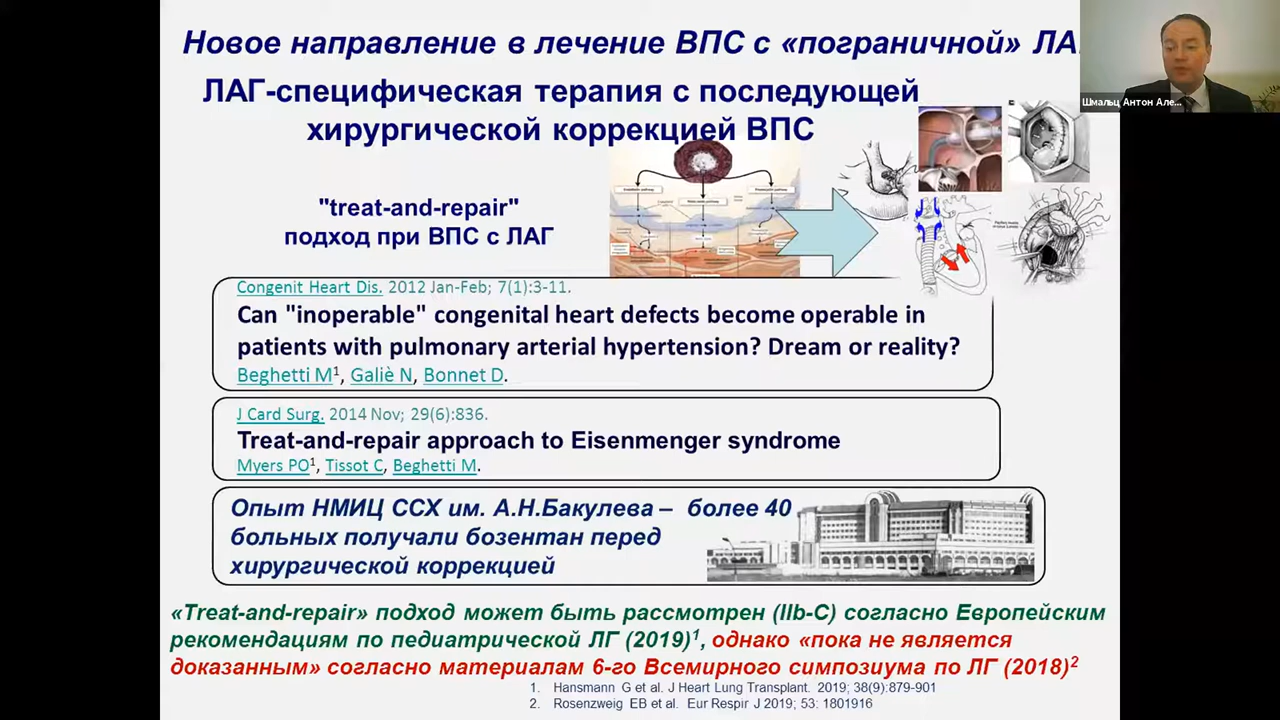 Новое направление в лечение ВПС с «пограничной» ЛА
Шмальц Антон Але...
ЛАГ-специфическая терапия с последующей
хирургической коррекцией ВПС
"treat-and-repair"
подход при ВПС с ЛАГ
Congenit Heart Dis. 2012 Jan-Feb; 7(1):3-11.
Can "inoperable" congenital heart defects become operable in
patients with pulmonary arterial hypertension? Dream or reality?
Beghetti M¹, Galiè N, Bonnet D.
J Card Surg. 2014 Nov; 29(6):836.
Treat-and-repair approach to Eisenmenger syndrome
Myers PO¹, Tissot C, Beghetti M.
Опыт НМИЦ ССХ им. А.Н.Бакулева – более 40
больных получали бозентан перед
хирургической коррекцией
«Treat-and-repair» подход может быть рассмотрен (IIb-C) согласно Европейским
рекомендациям по педиатрической ЛГ (2019)¹, однако «пока не является
доказанным» согласно материалам 6-го Всемирного симпозиума по ЛГ (2018)²
1. Hansmann G et al. J Heart Lung Transplant. 2019; 38(9):879-901
2. Rosenzweig EB et al. Eur Respir J 2019; 53: 1801916